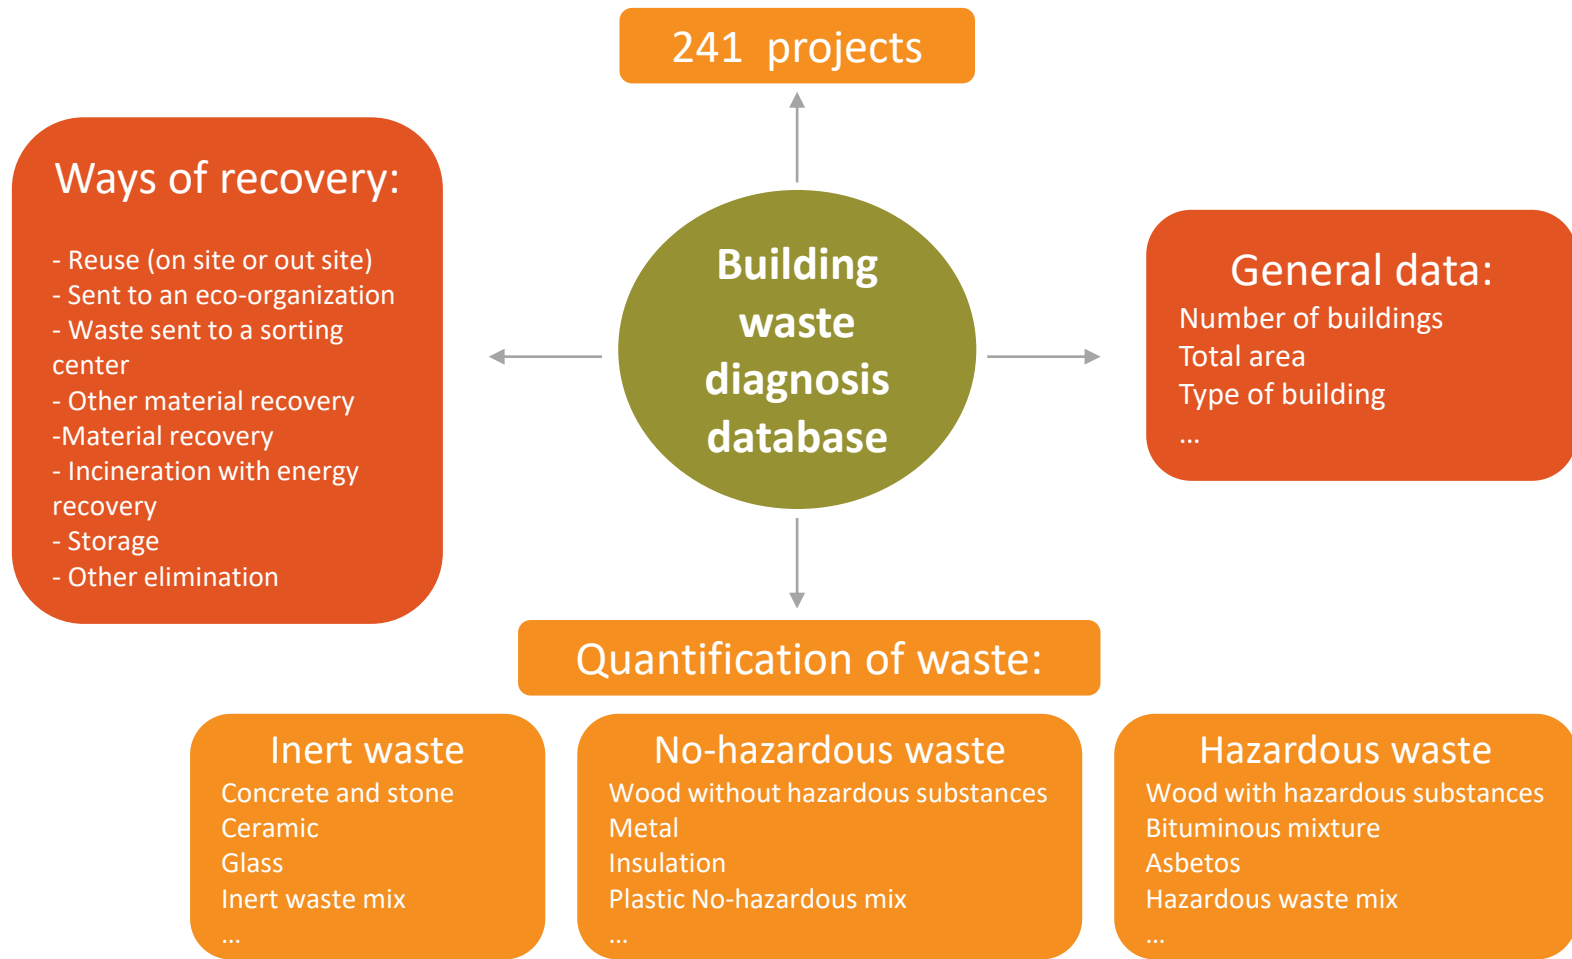 241 projects
Ways of recovery:
- Reuse (on site or out site)
- Sent to an eco-organization
- Waste sent to a sorting
center
- Other material recovery
-Material recovery
- Incineration with energy
recovery
- Storage
- Other elimination
Building
waste
diagnosis
database
General data:
Number of buildings
Total area
Type of building
...
Quantification of waste:
Inert waste
Concrete and stone
Ceramic
Glass
Inert waste mix
...
No-hazardous waste
Wood without hazardous substances
Metal
Insulation
Plastic No-hazardous mix
...
Hazardous waste
Wood with hazardous substances
Bituminous mixture
Asbetos
Hazardous waste mix
...